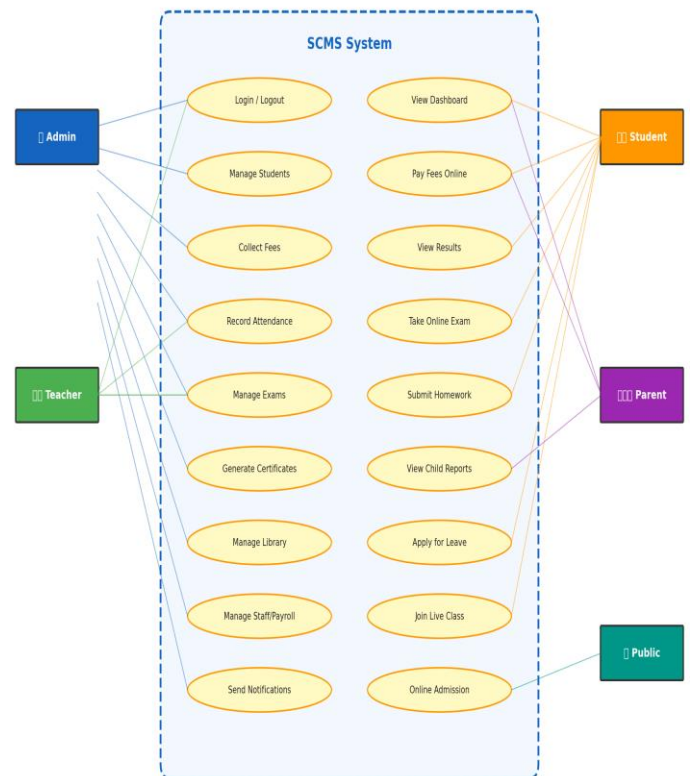 SCMS System
Login / Logout
View Dashboard
Admin
Student
Manage Students
Pay Fees Online
Collect Fees
View Results
Record Attendance
Take Online Exam
Teacher
Manage Exams
Submit Homework
Parent
Generate Certificates
View Child Reports
Manage Library
Apply for Leave
Manage Staff/Payroll
Join Live Class
Public
Send Notifications
Online Admission